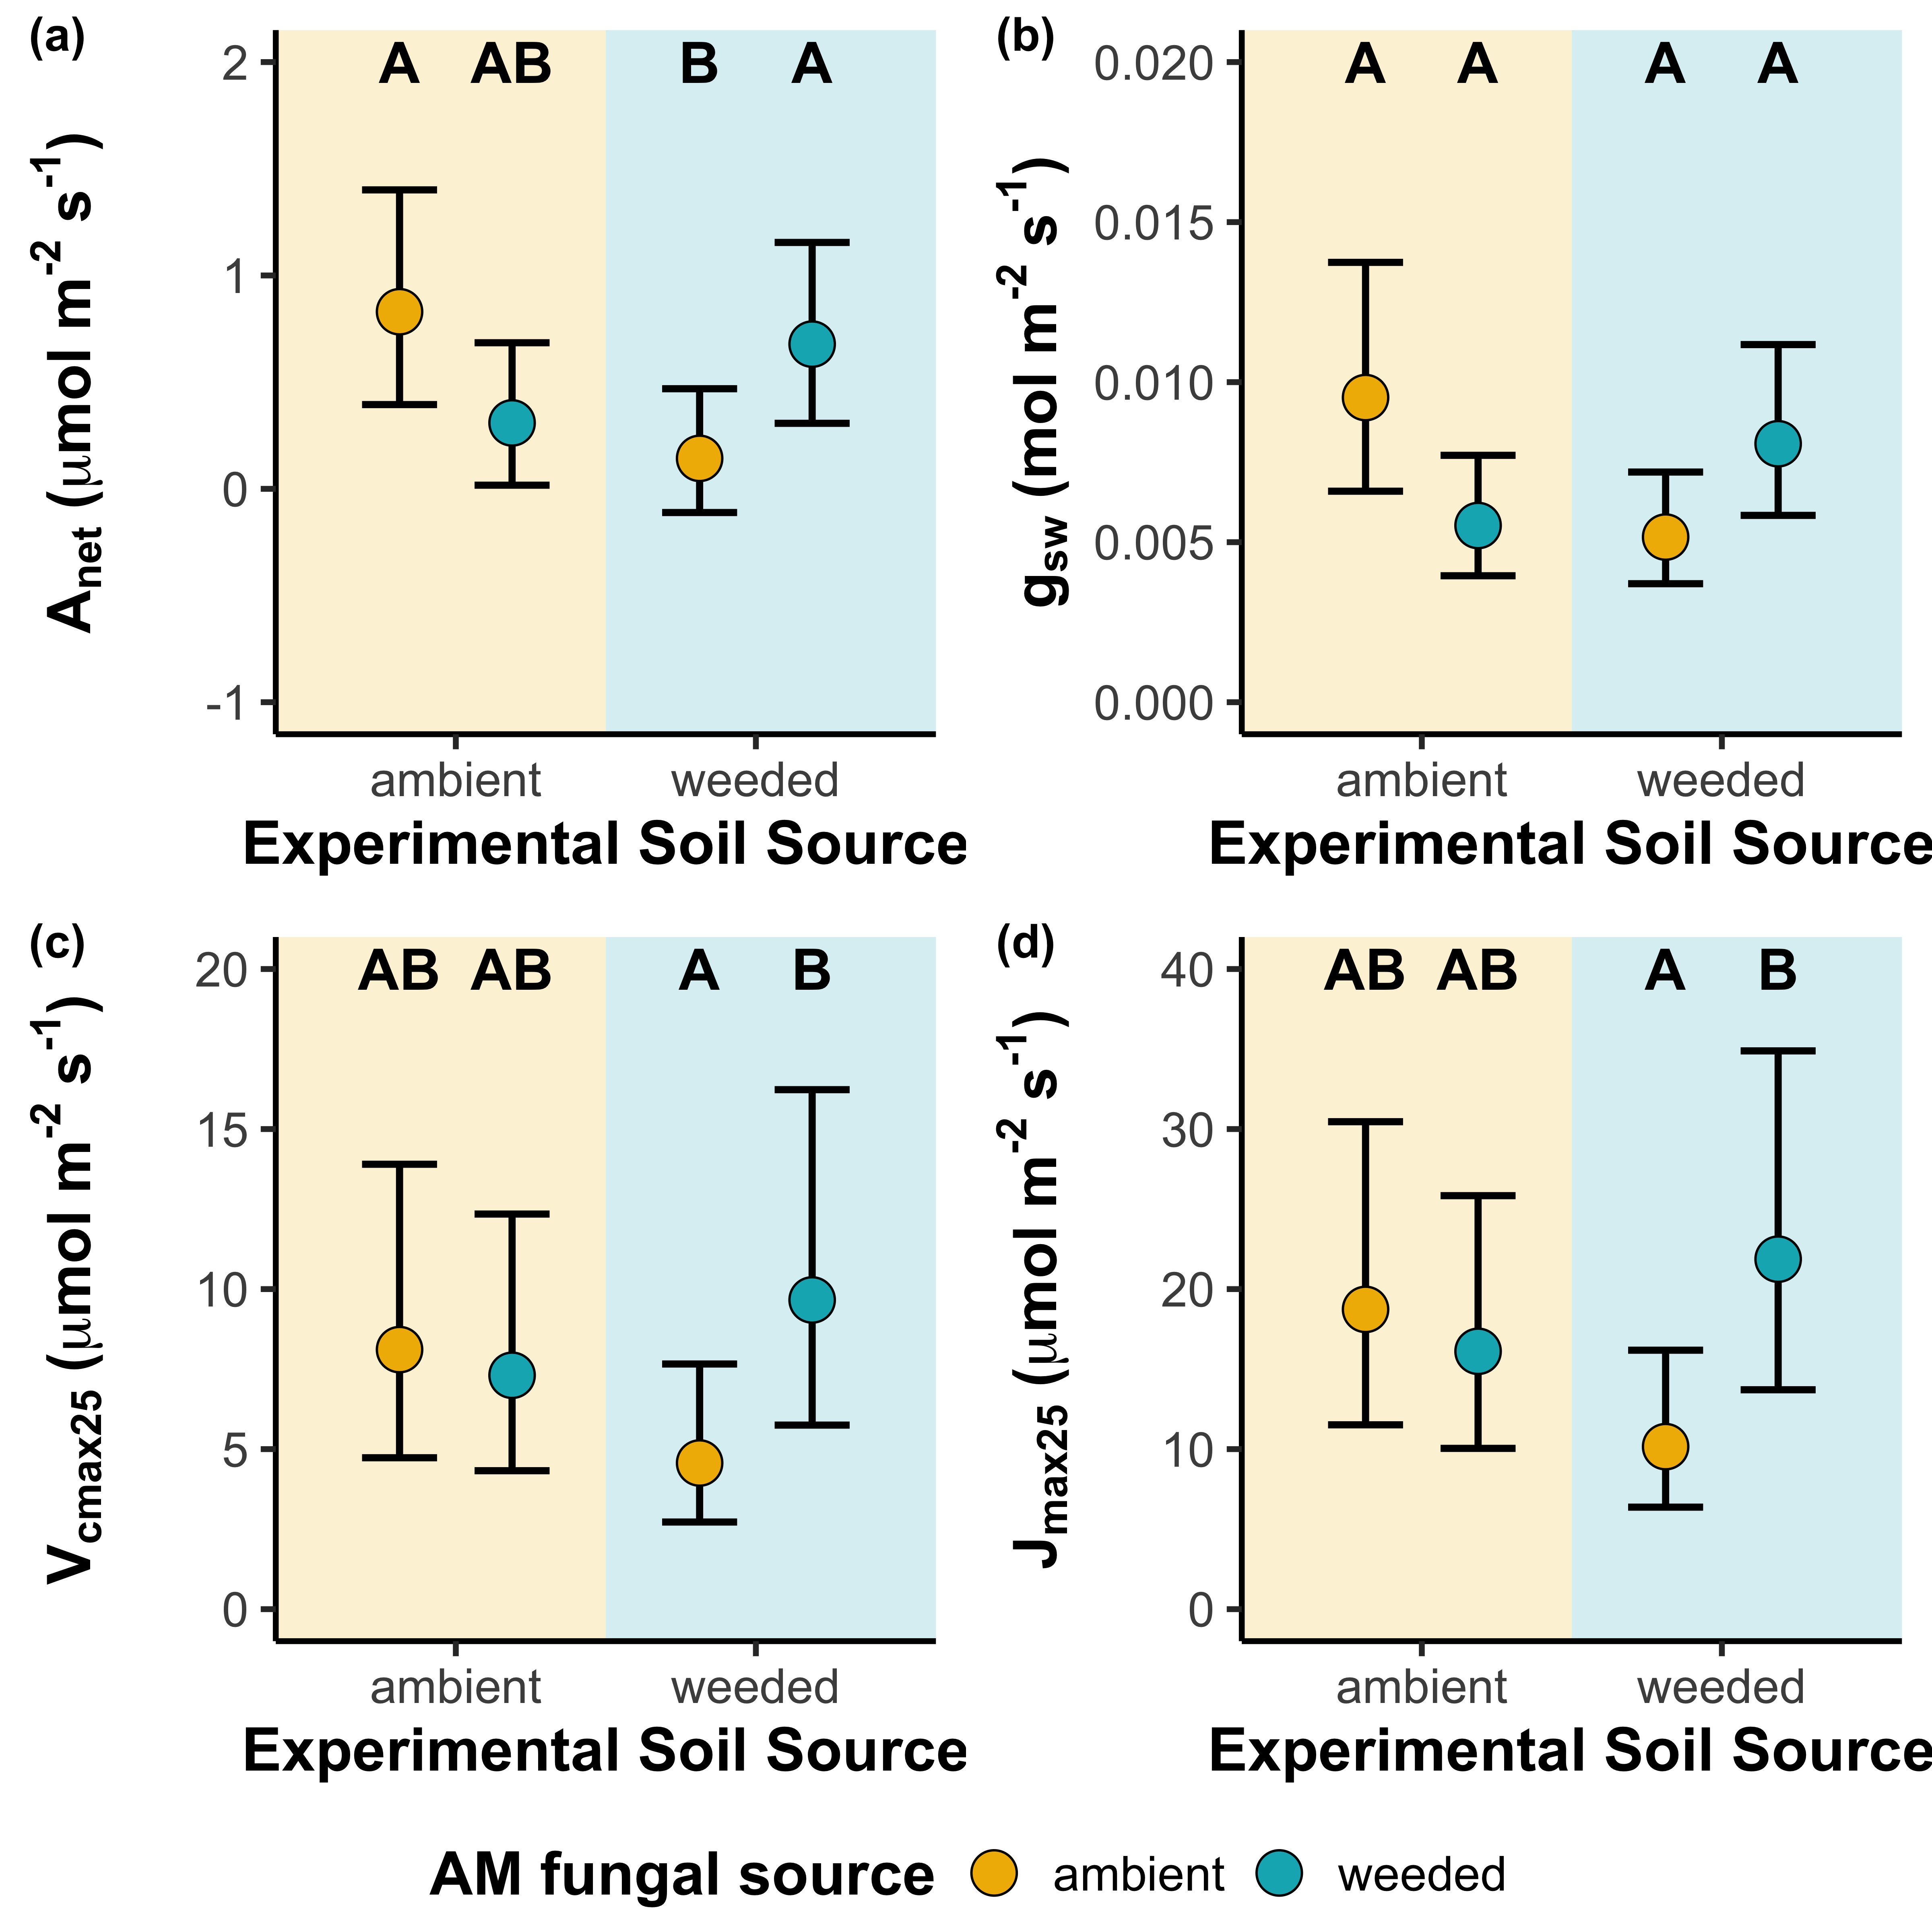 (a)
A AB B A
2
1
0
-1
Anet (μmol m-2 s-1)
ambient weeded
Experimental Soil Source
(b)
A A A A
0.020
0.015
0.010
0.005
0.000
gsw (mol m-2 s-1)
ambient weeded
Experimental Soil Source
(c)
AB AB A B
20
15
10
5
0
Vcmax25 (μmol m-2 s-1)
ambient weeded
Experimental Soil Source
(d)
AB AB A B
40
30
20
10
0
Jmax25 (μmol m-2 s-1)
ambient weeded
Experimental Soil Source
AM fungal source ambient weeded